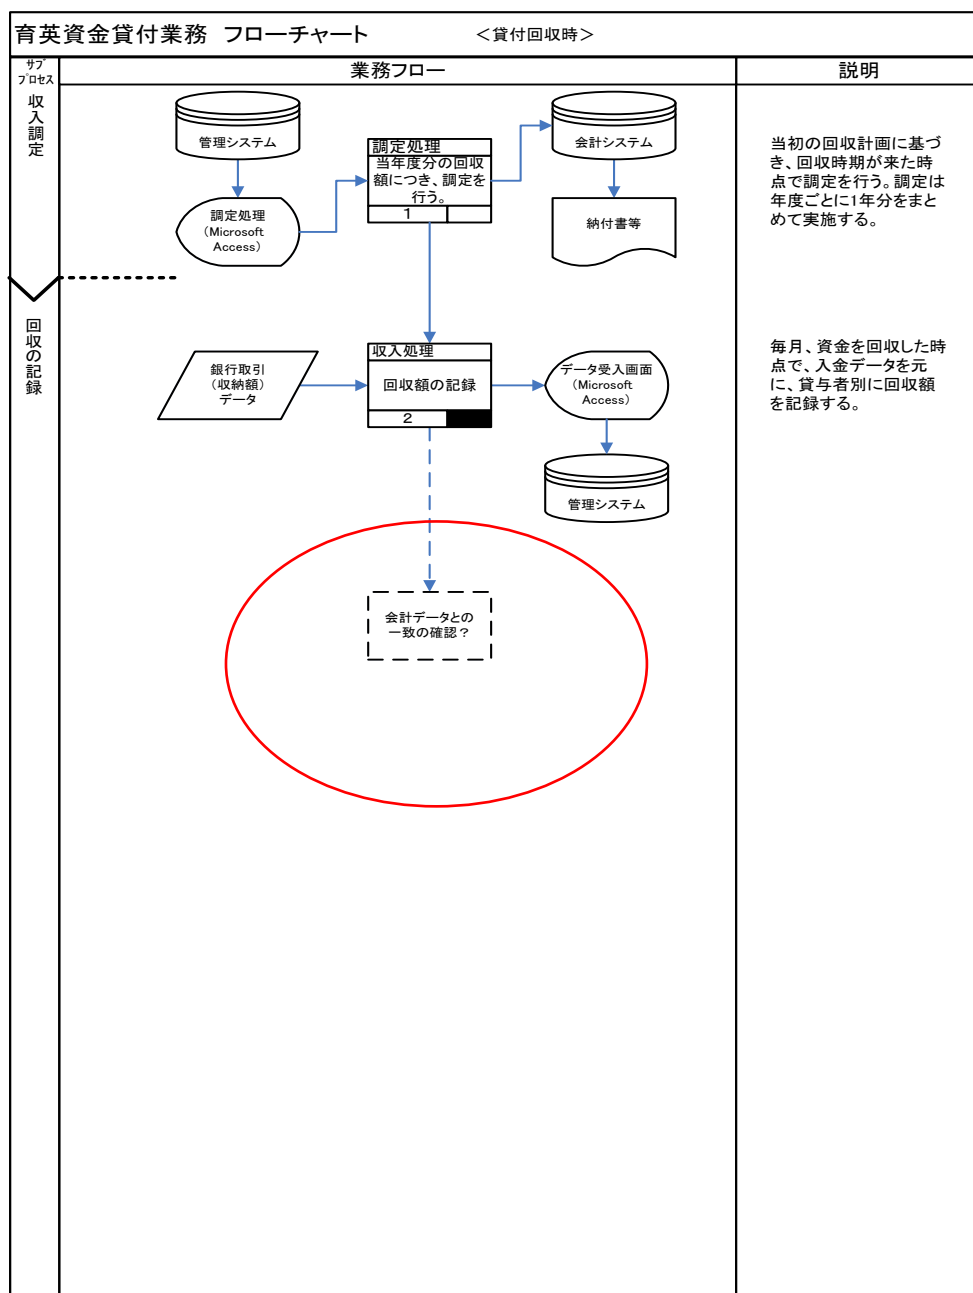 育英資金貸付業務 フローチャート ＜貸付回収時＞
サブ
プロセス
業務フロー
説明
収入調定
管理システム
調定処理
（Microsoft
Access）
調定処理
当年度分の回収
額につき、調定を
行う。
1
会計システム
納付書等
当初の回収計画に基づ
き、回収時期が来た時
点で調定を行う。調定は
年度ごとに1年分をまと
めて実施する。
回収の記録
銀行取引
（収納額）
データ
収入処理
回収額の記録
2
データ受入画面
（Microsoft
Access）
管理システム
毎月、資金を回収した時
点で、入金データを元
に、貸与者別に回収額
を記録する。
会計データとの
一致の確認？